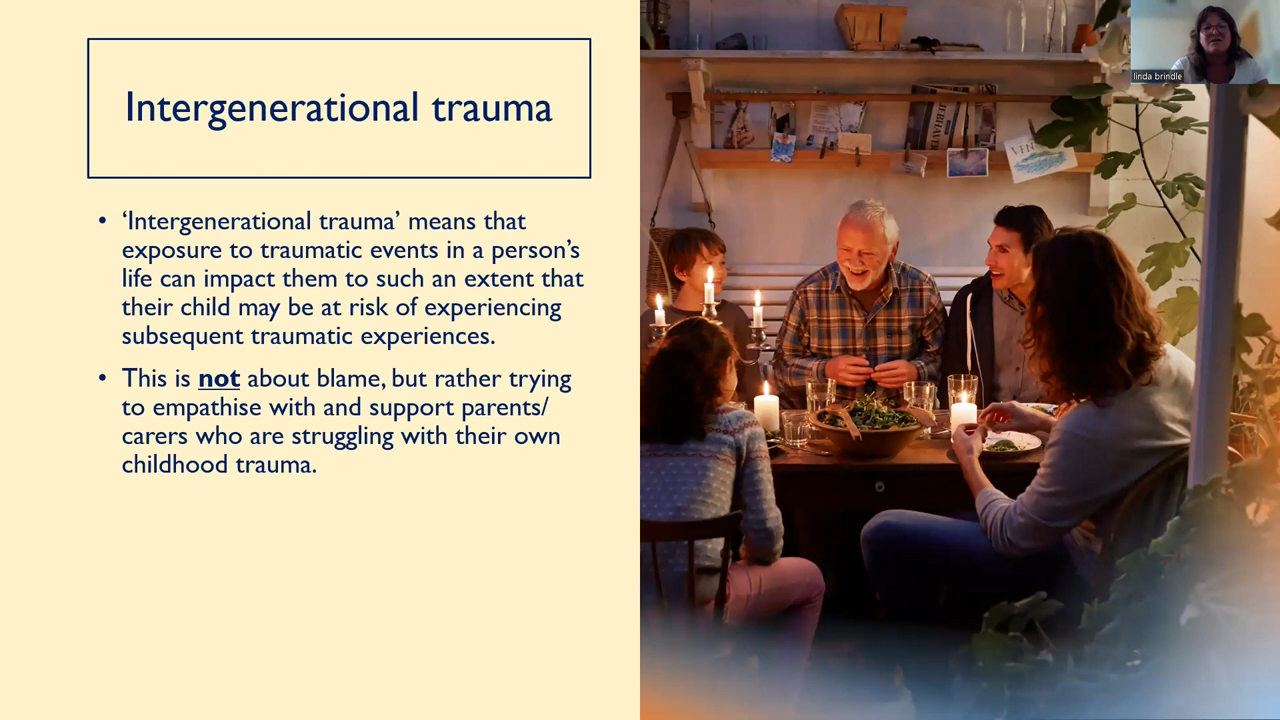 Intergenerational trauma
• ‘Intergenerational trauma’ means that
exposure to traumatic events in a person’s
life can impact them to such an extent that
their child may be at risk of experiencing
subsequent traumatic experiences.
• This is not about blame, but rather trying
to empathise with and support parents/
carers who are struggling with their own
childhood trauma.
linda brindle